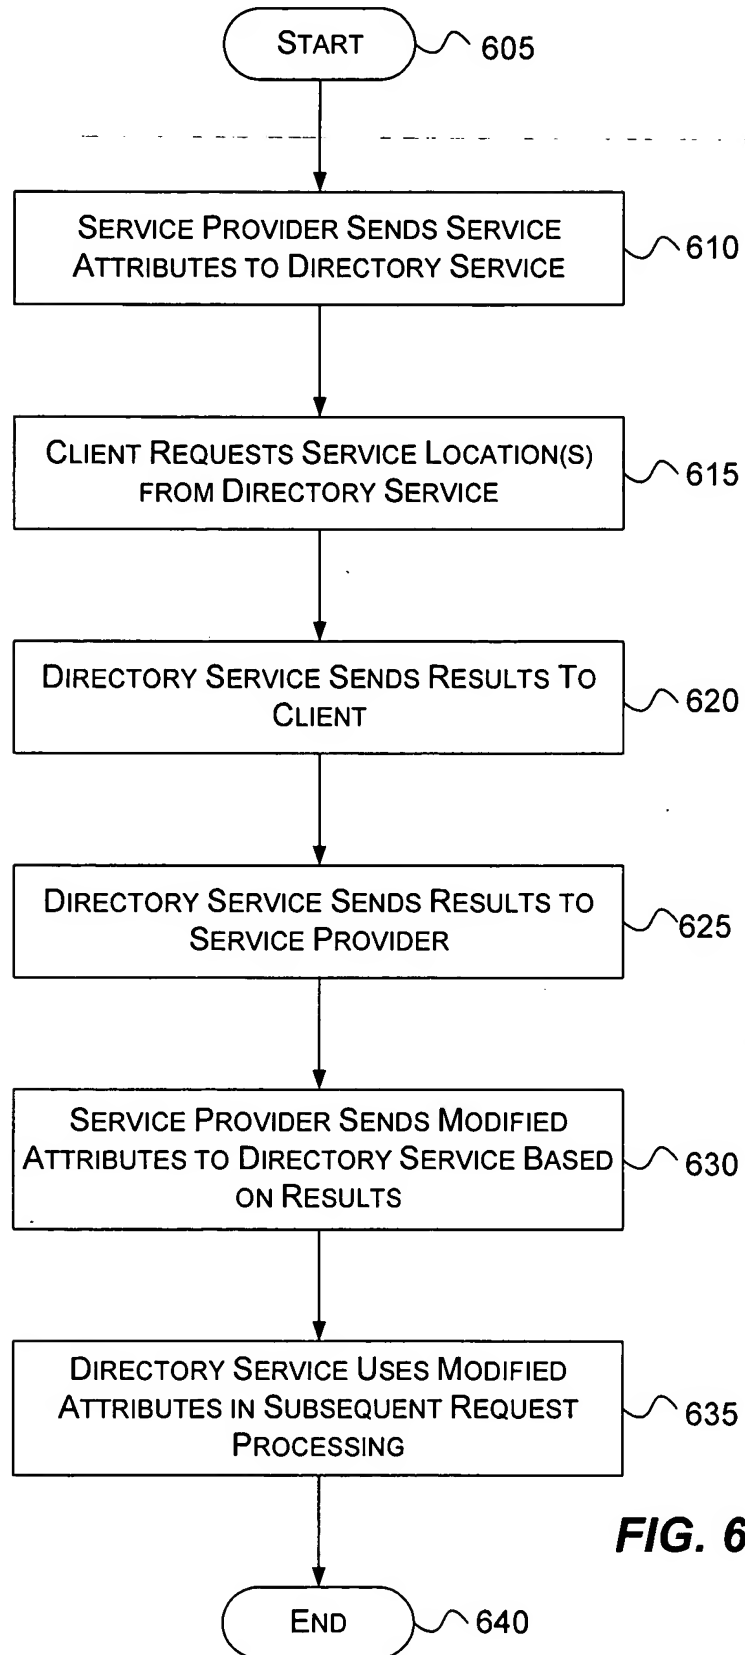 START
605
SERVICE PROVIDER SENDS SERVICE
ATTRIBUTES TO DIRECTORY SERVICE
610
CLIENT REQUESTS SERVICE LOCATION(S)
FROM DIRECTORY SERVICE
615
DIRECTORY SERVICE SENDS RESULTS TO
CLIENT
620
DIRECTORY SERVICE SENDS RESULTS TO
SERVICE PROVIDER
625
SERVICE PROVIDER SENDS MODIFIED
ATTRIBUTES TO DIRECTORY SERVICE BASED
ON RESULTS
630
DIRECTORY SERVICE USES MODIFIED
ATTRIBUTES IN SUBSEQUENT REQUEST
PROCESSING
635
FIG. 6
END
640